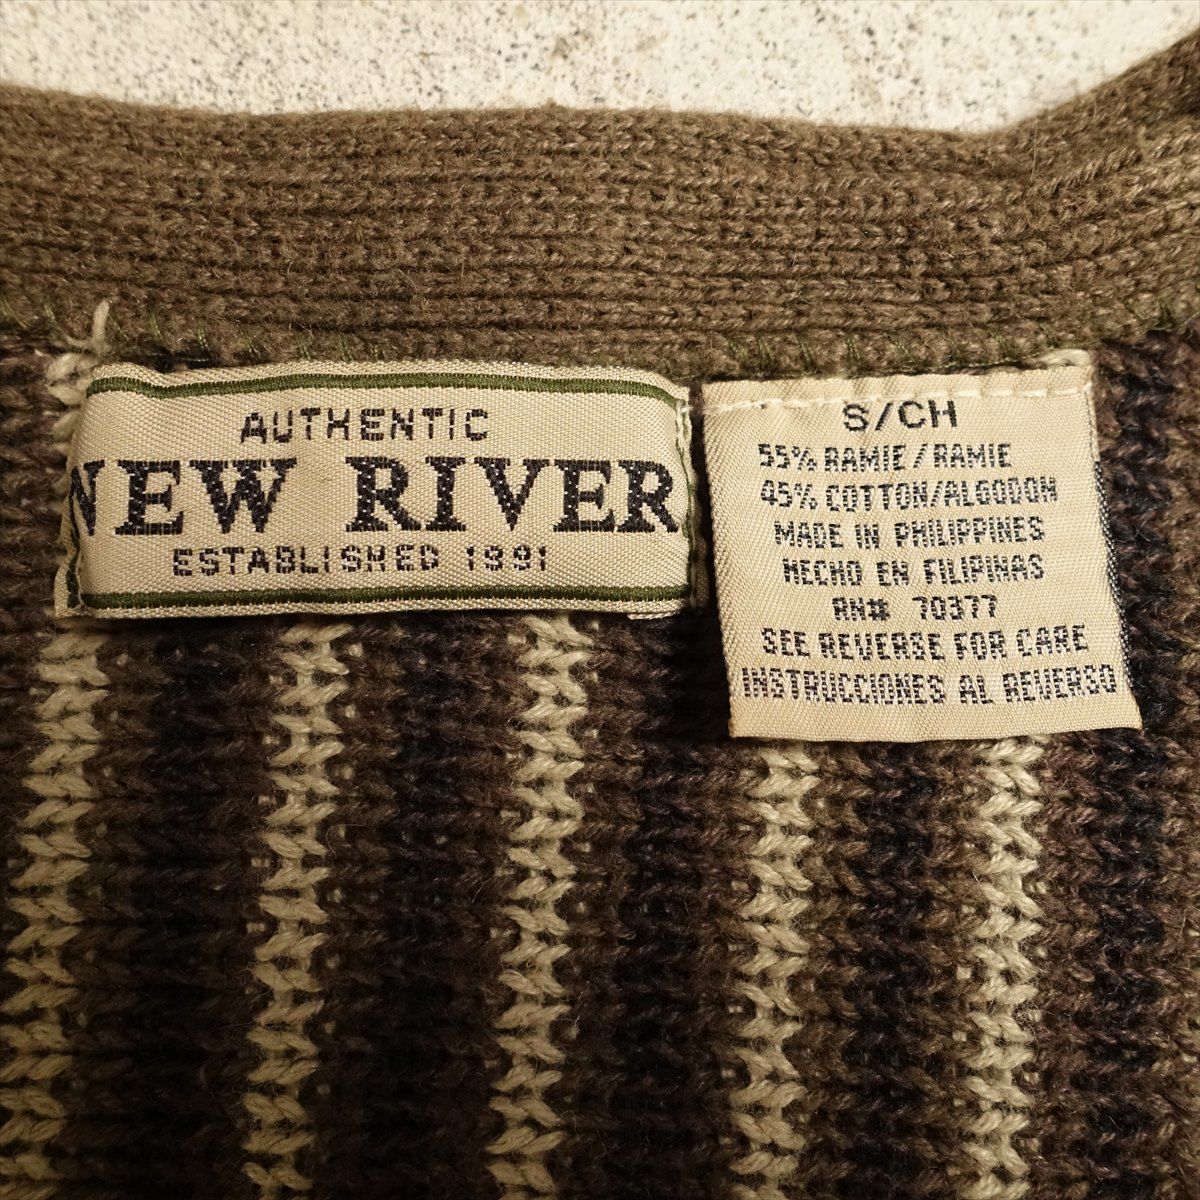 AUTHENTIC
NEW RIVER
ESTABLISHED 1991
S/CH
55% RAMIE/RAMIE
45% COTTON/ALGODON
MADE IN PHILIPPINES
HECHO EN FILIPINAS
RN# 70377
SEE REVERSE FOR CARE
INSTRUCCIONES AL REVERSO